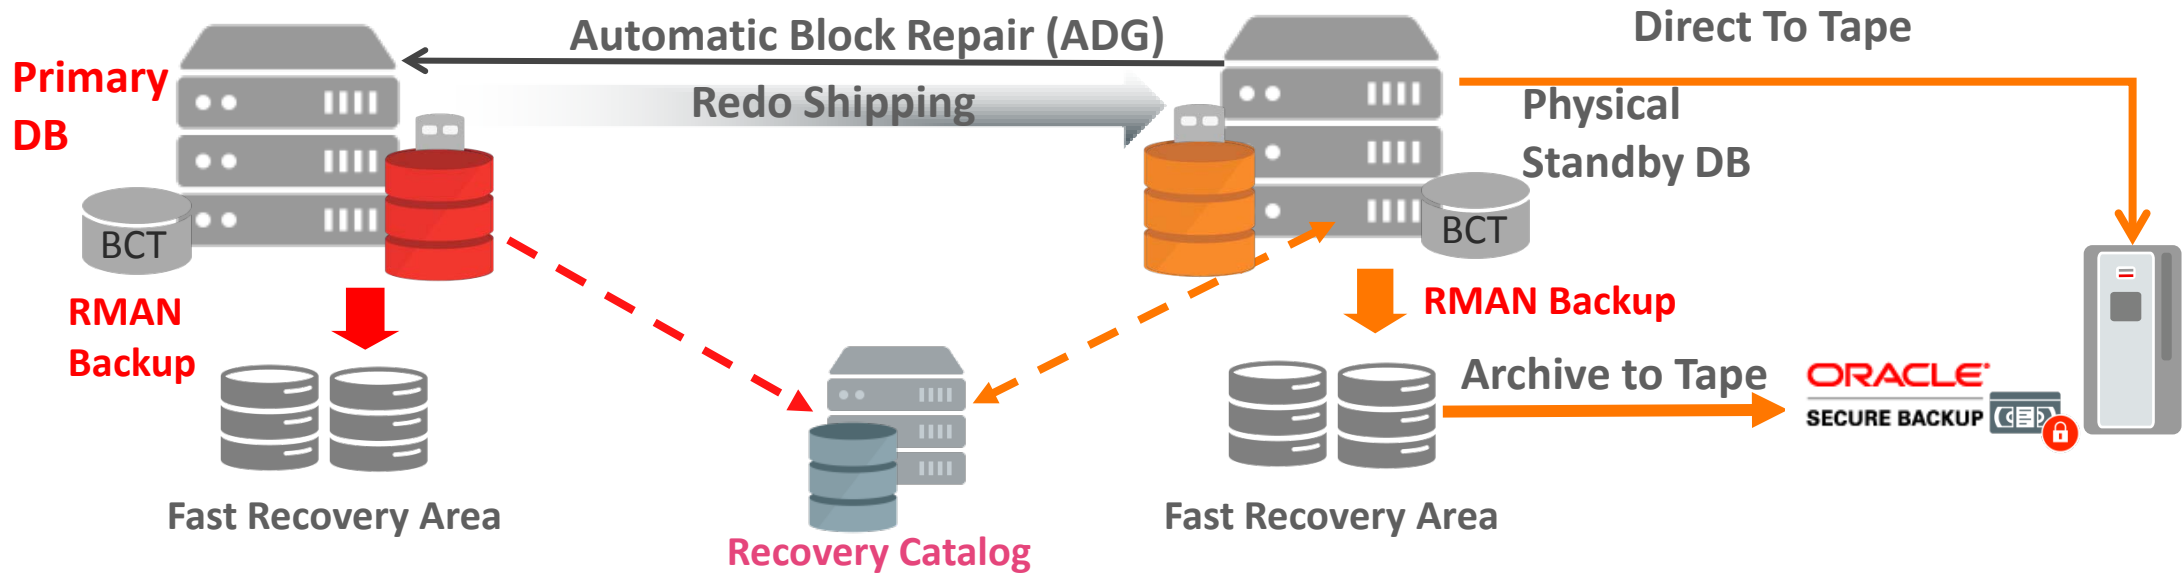 Automatic Block Repair (ADG)
Direct To Tape
Primary
DB
Redo Shipping
Physical
Standby DB
BCT
BCT
RMAN
Backup
RMAN Backup
Archive to Tape
ORACLE
SECURE BACKUP
Fast Recovery Area
Fast Recovery Area
Recovery Catalog